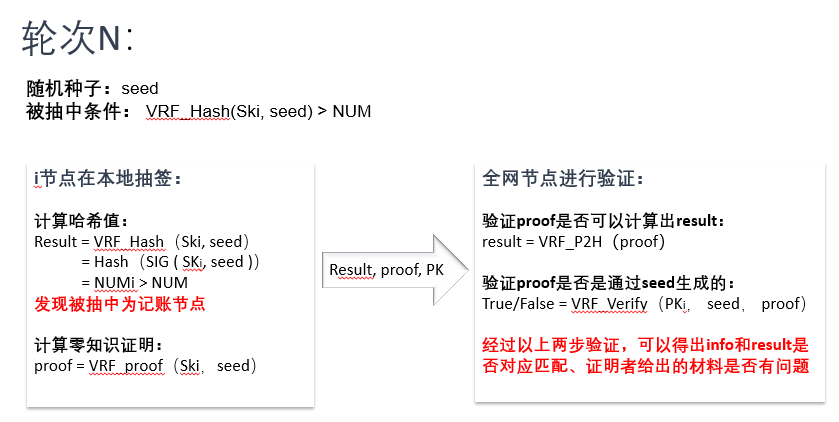 轮次N：
随机种子：seed
被抽中条件： VRF_Hash(Ski, seed) > NUM
i节点在本地抽签：
计算哈希值：
Result = VRF_Hash（Ski, seed）
= Hash（SIG ( SKi, seed )）
= NUMi > NUM
发现被抽中为记账节点
计算零知识证明：
proof = VRF_proof（Ski， seed）
Result, proof, PK
全网节点进行验证：
验证proof是否可以计算出result：
result = VRF_P2H（proof）
验证proof是否是通过seed生成的：
True/False = VRF_Verify（PKi， seed， proof）
经过以上两步验证，可以得出info和result是
否对应匹配、证明者给出的材料是否有问题